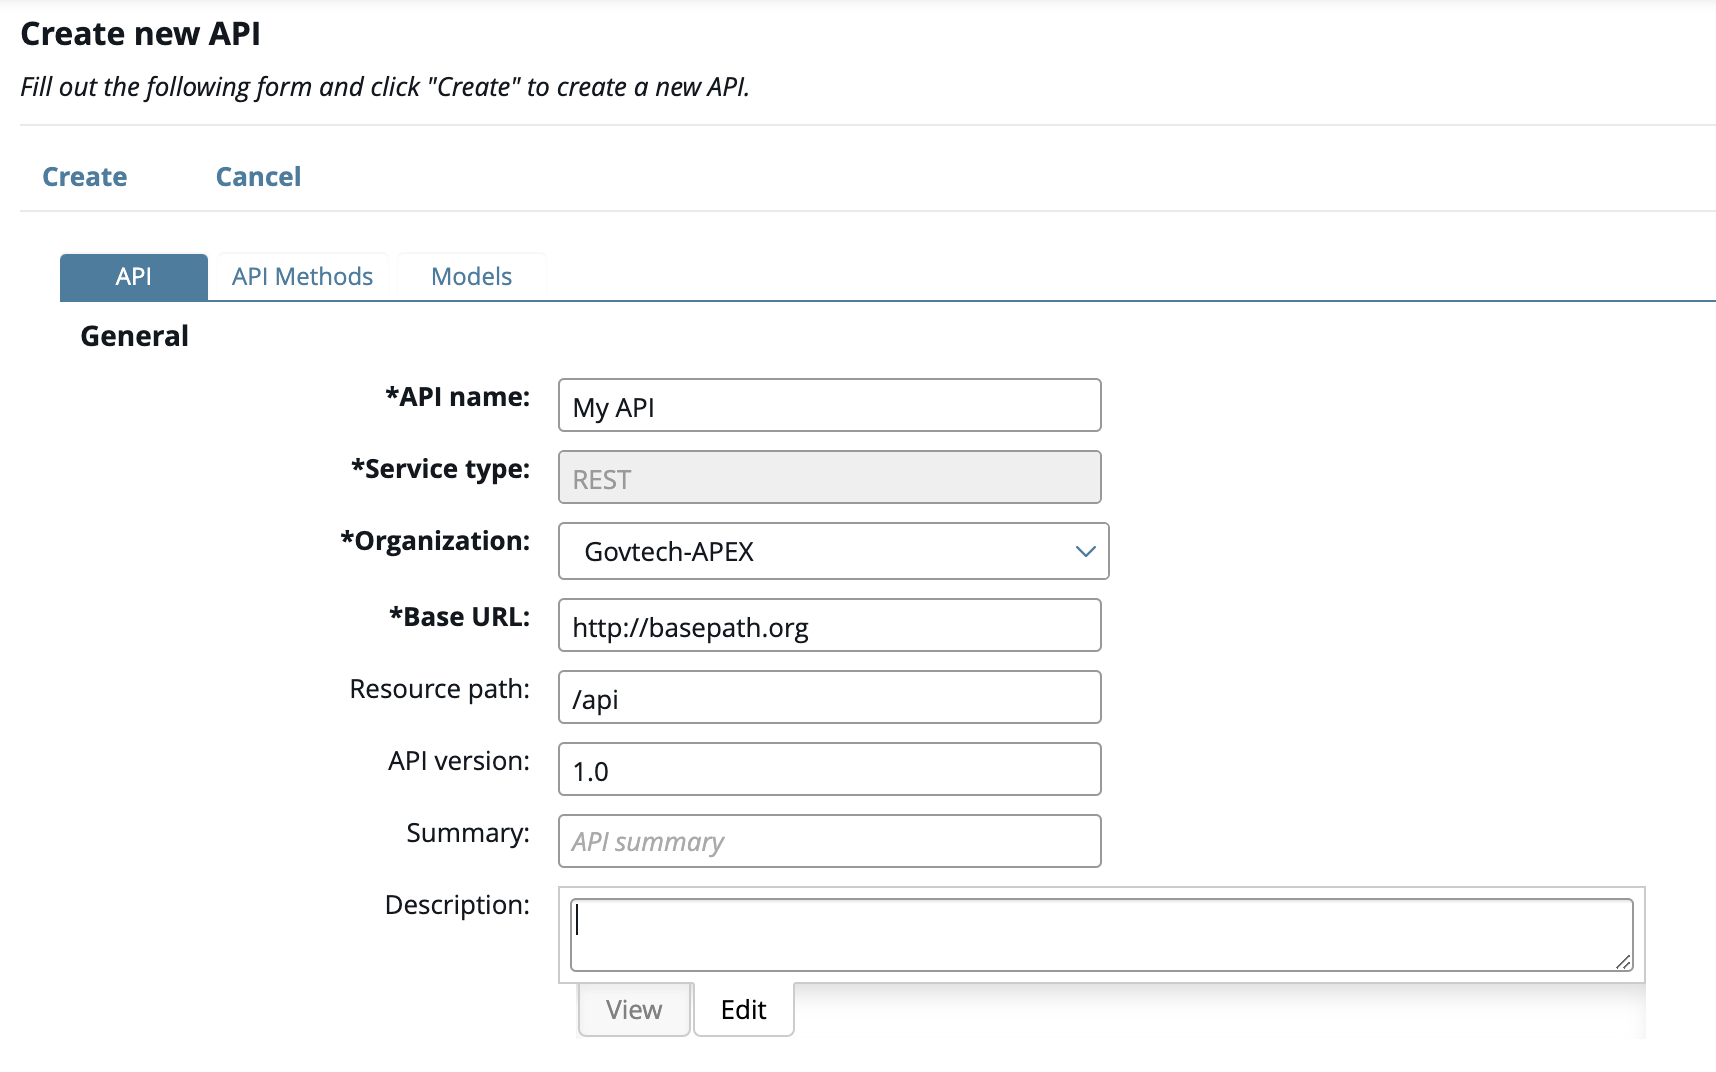 Create new API
Fill out the following form and click "Create" to create a new API.
Create Cancel
API API Methods Models
General
*API name: My API
*Service type: REST
*Organization: Govtech-APEX
*Base URL: http://basepath.org
Resource path: /api
API version: 1.0
Summary: API summary
Description:
View Edit